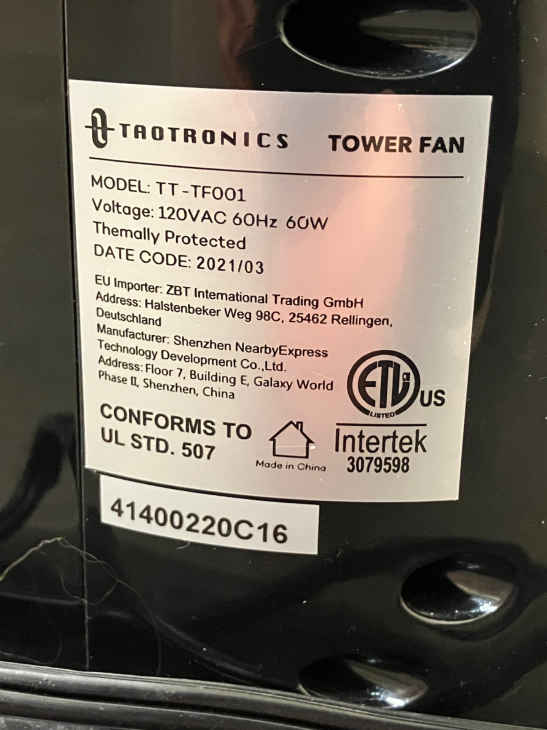 TAOTRONICS TOWER FAN
MODEL: TT-TF001
Voltage: 120VAC 60Hz 60W
Themally Protected
DATE CODE: 2021/03
EU Importer: ZBT International Trading GmbH
Address: Halstenbeker Weg 98C, 25462 Rellingen,
Deutschland
Manufacturer: Shenzhen NearbyExpress
Technology Development Co.,Ltd.
Address: Floor 7, Building E, Galaxy World
Phase II, Shenzhen, China
ETL US
LISTED
CONFORMS TO
UL STD. 507
Made in China
Intertek
3079598
41400220C16